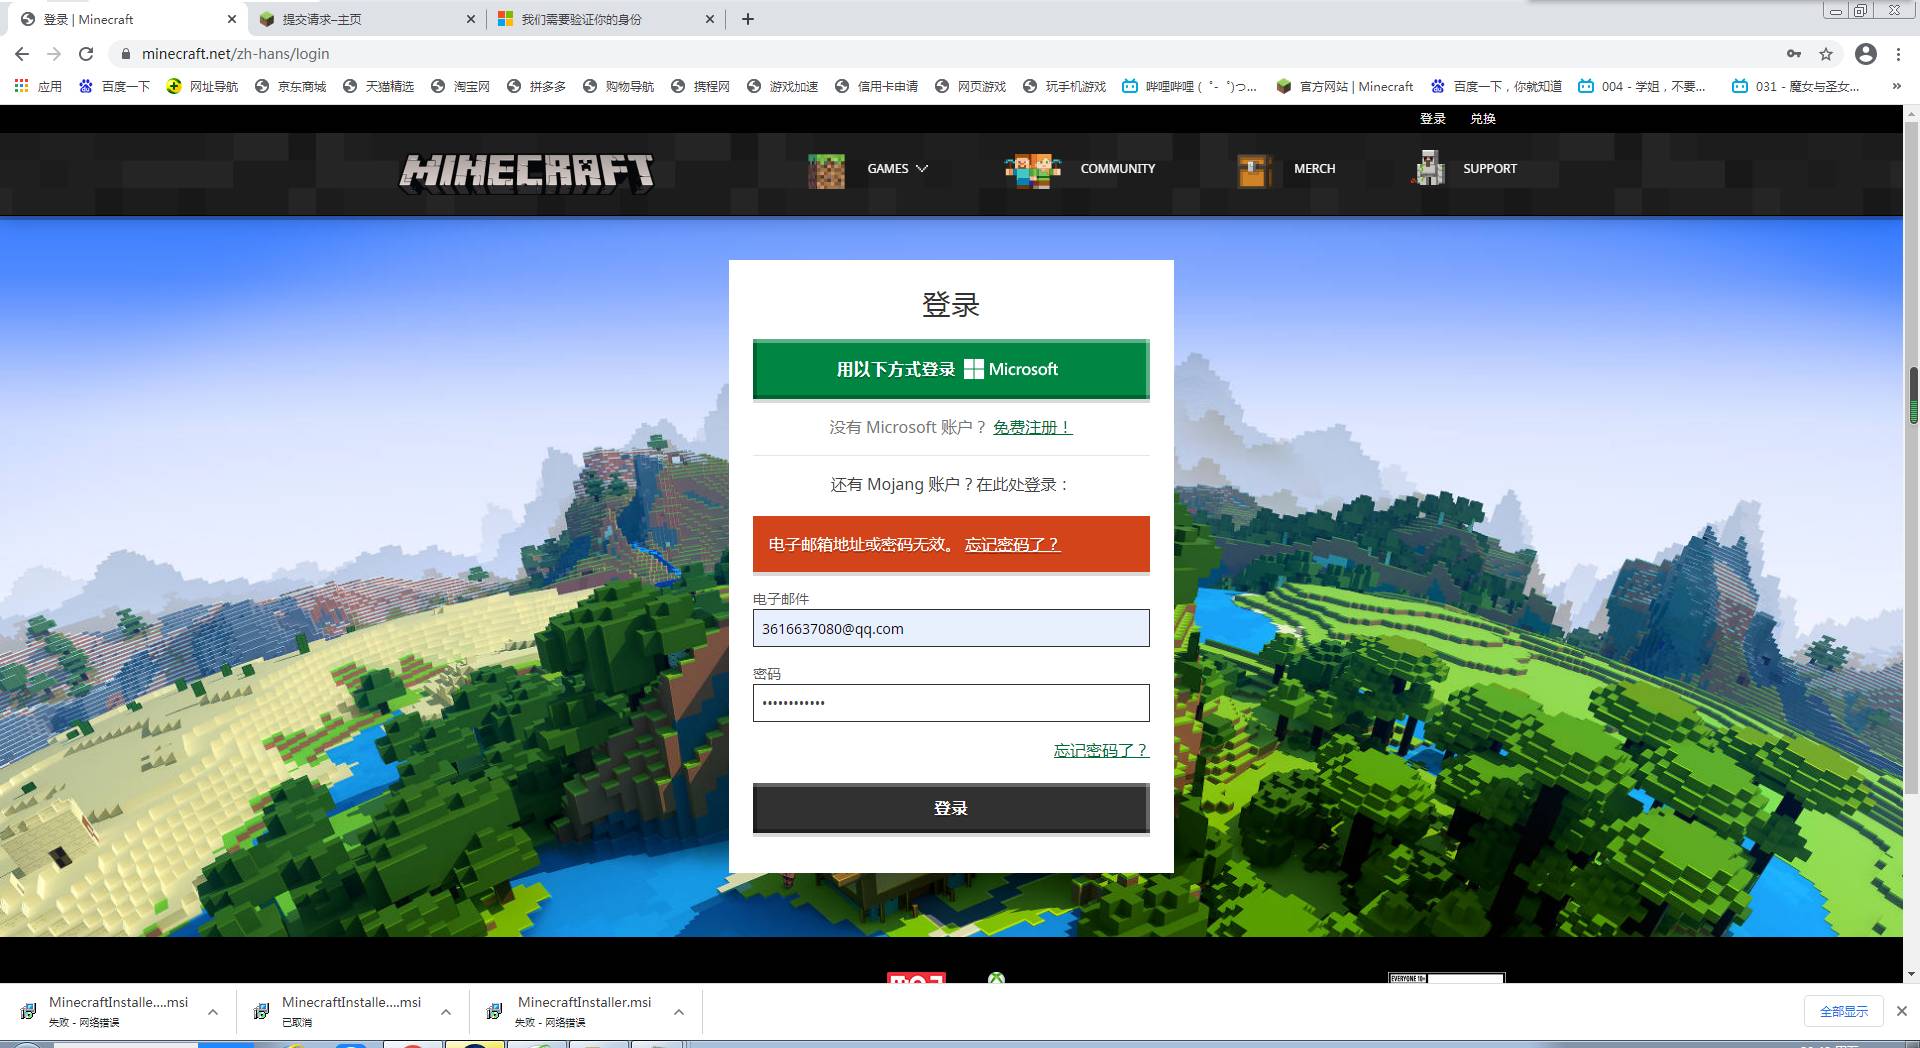 登录 | Minecraft
提交请求–主页
我们需要验证你的身份
minecraft.net/zh-hans/login
应用
百度一下
网址导航
京东商城
天猫精选
淘宝网
拼多多
购物导航
携程网
游戏加速
信用卡申请
网页游戏
玩手机游戏
哔哩哔哩 ( ゜- ゜)つ...
官方网站 | Minecraft
百度一下，你就知道
004 - 学姐，不要...
031 - 魔女与圣女...
»
登录
兑换
MINECRAFT
GAMES
COMMUNITY
MERCH
SUPPORT
登录
用以下方式登录 Microsoft
没有 Microsoft 账户？ 免费注册！
还有 Mojang 账户？在此处登录：
电子邮箱地址或密码无效。 忘记密码了？
电子邮件
3616637080@qq.com
密码
••••••••••••
忘记密码了？
登录
EVERYONE 10+
MinecraftInstalle....msi
失败 - 网络错误
MinecraftInstalle....msi
已取消
MinecraftInstaller.msi
失败 - 网络错误
全部显示